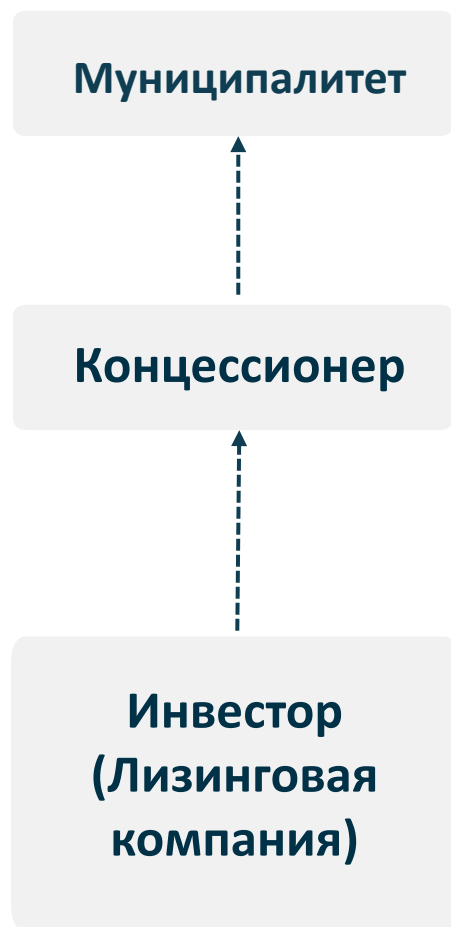 Муниципалитет
Концессионер
Инвестор
(Лизинговая
компания)